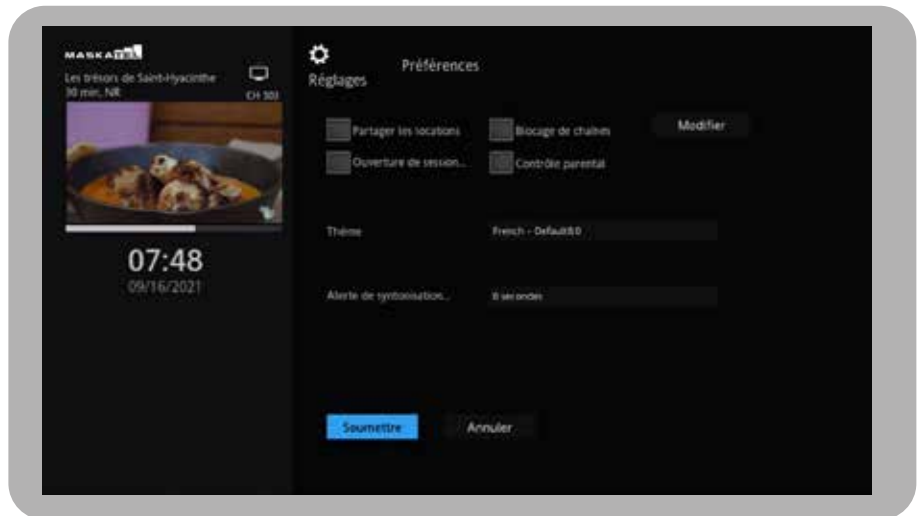 MASKATEL
Les trésors de Saint-Hyacinthe
30 min, NR
CH 303
07:48
09/16/2021
Réglages
Préférences
Partager les locations
Blocage de chaînes
Modifier
Ouverture de session...
Contrôle parental
Thème
French - Default8.0
Alerte de syntonisation...
8 secondes
Soumettre
Annuler